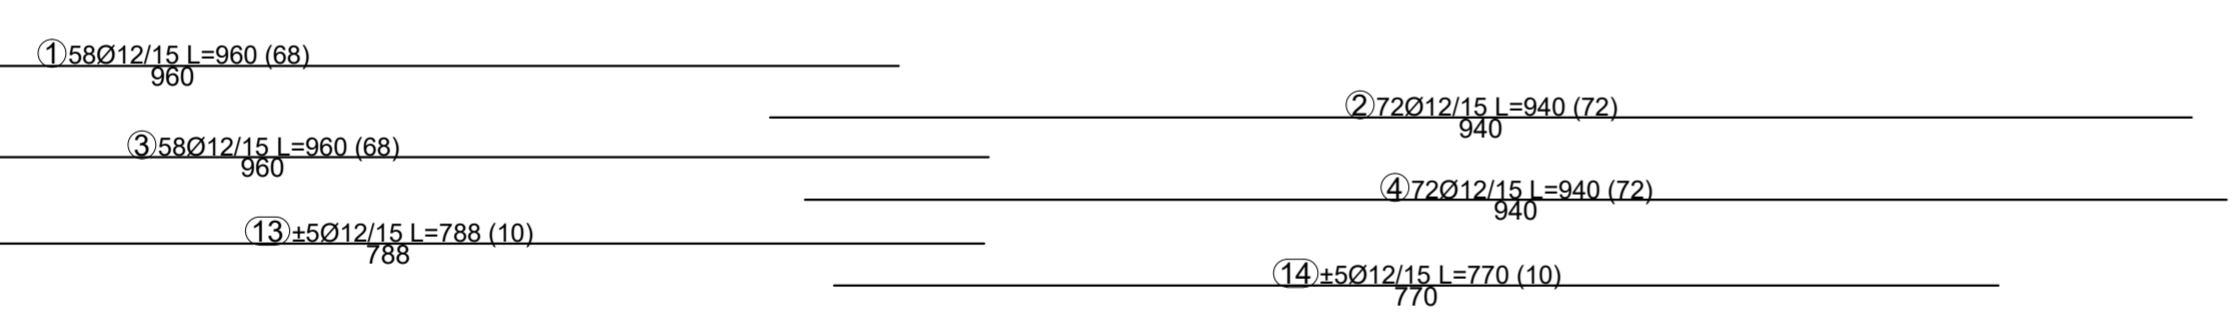 ①58Ø12/15 L=960 (68)
960
②72Ø12/15 L=940 (72)
940
③58Ø12/15 L=960 (68)
960
④72Ø12/15 L=940 (72)
940
⑬±5Ø12/15 L=788 (10)
788
⑭±5Ø12/15 L=770 (10)
770